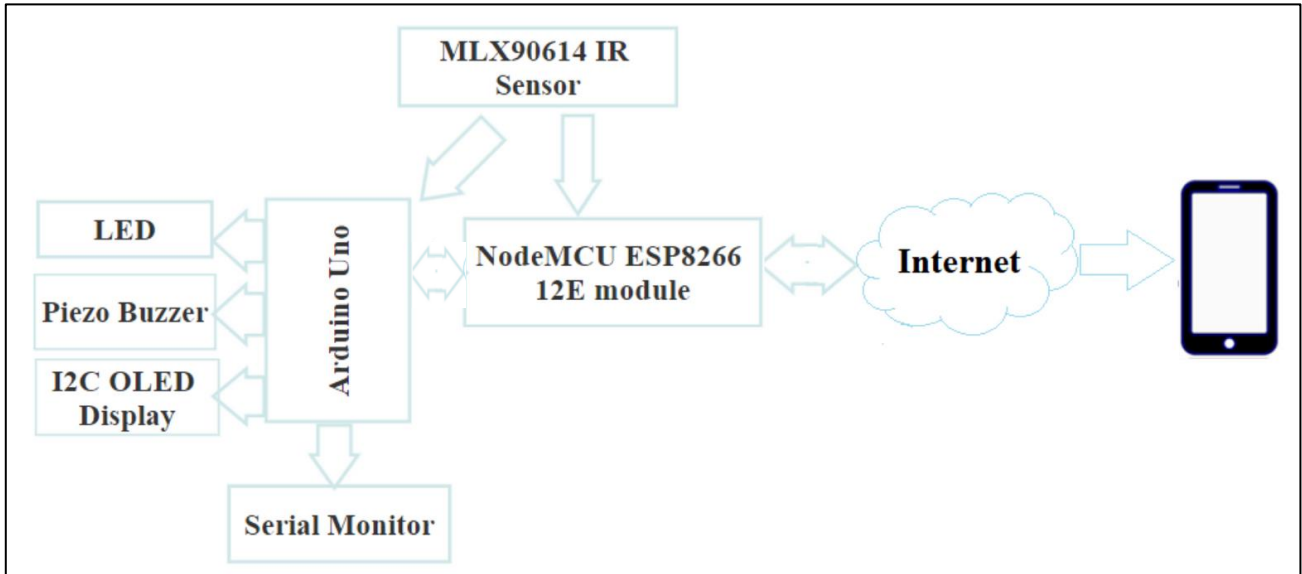 MLX90614 IR
Sensor
LED
Piezo Buzzer
I2C OLED
Display
Arduino Uno
NodeMCU ESP8266
12E module
Internet
Serial Monitor